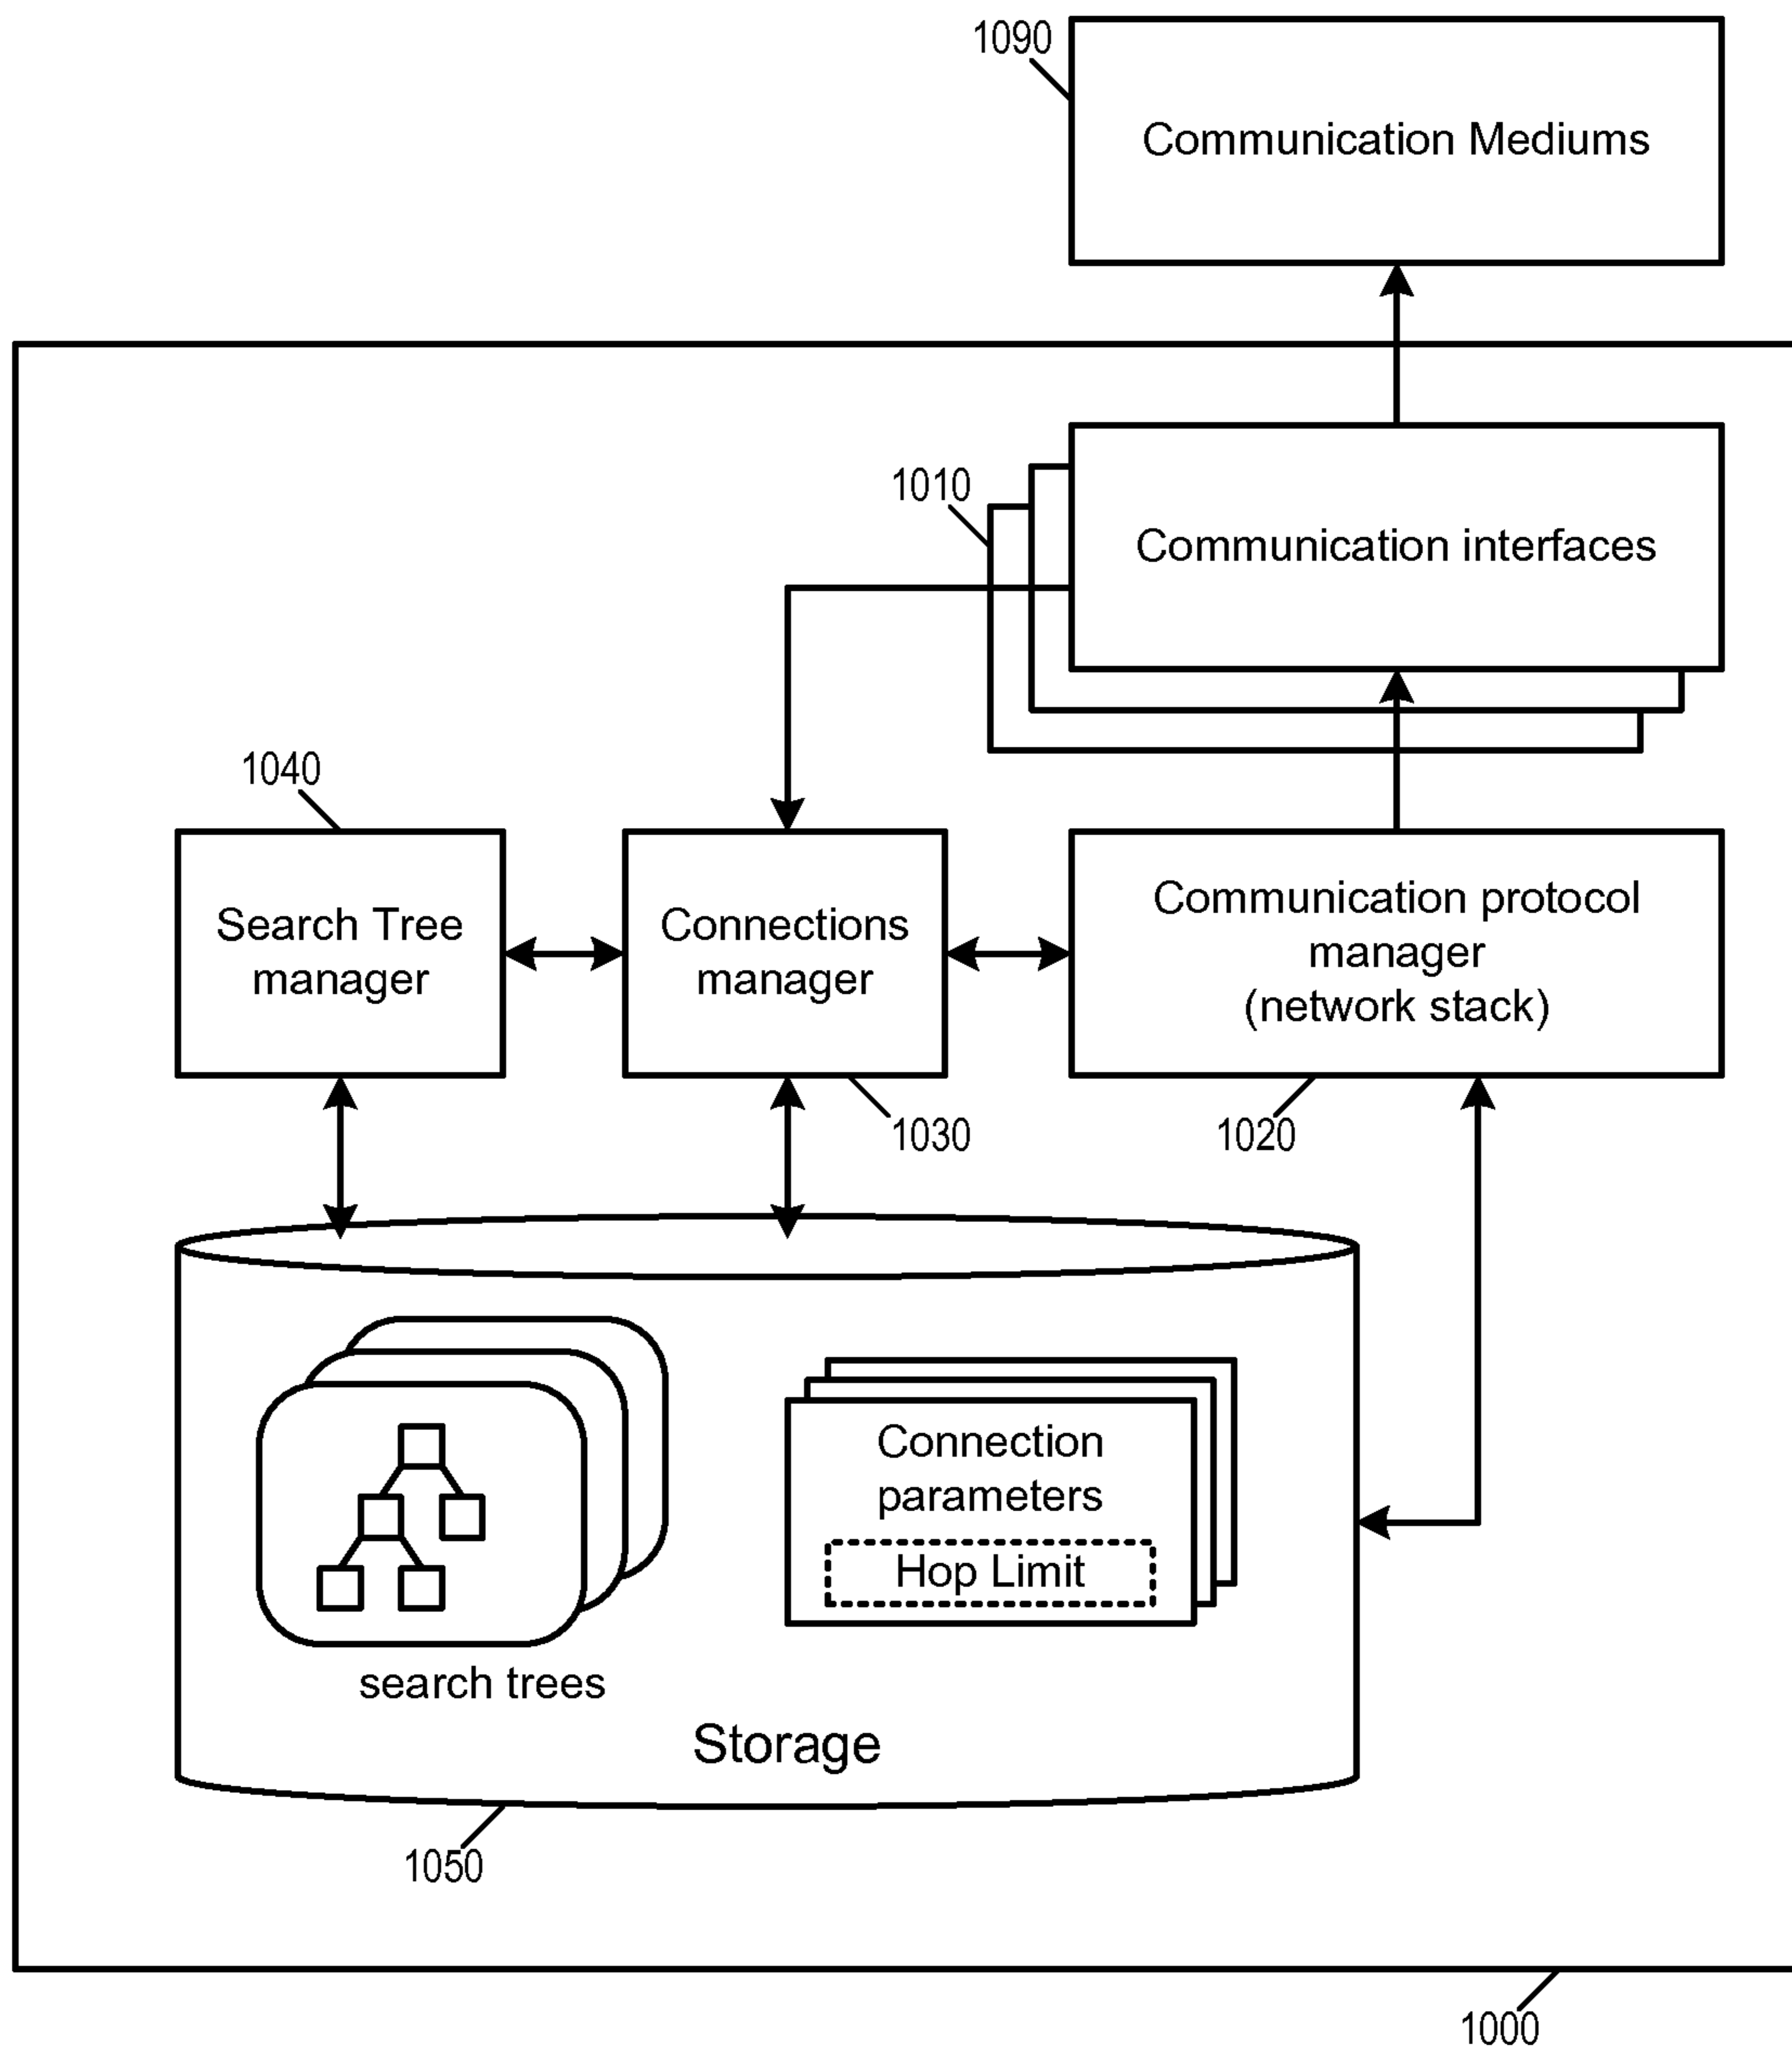 1090
Communication Mediums
1010
Communication interfaces
1040
Search Tree
manager
Connections
manager
Communication protocol
manager
(network stack)
1030
1020
Connection
parameters
Hop Limit
search trees
Storage
1050
1000